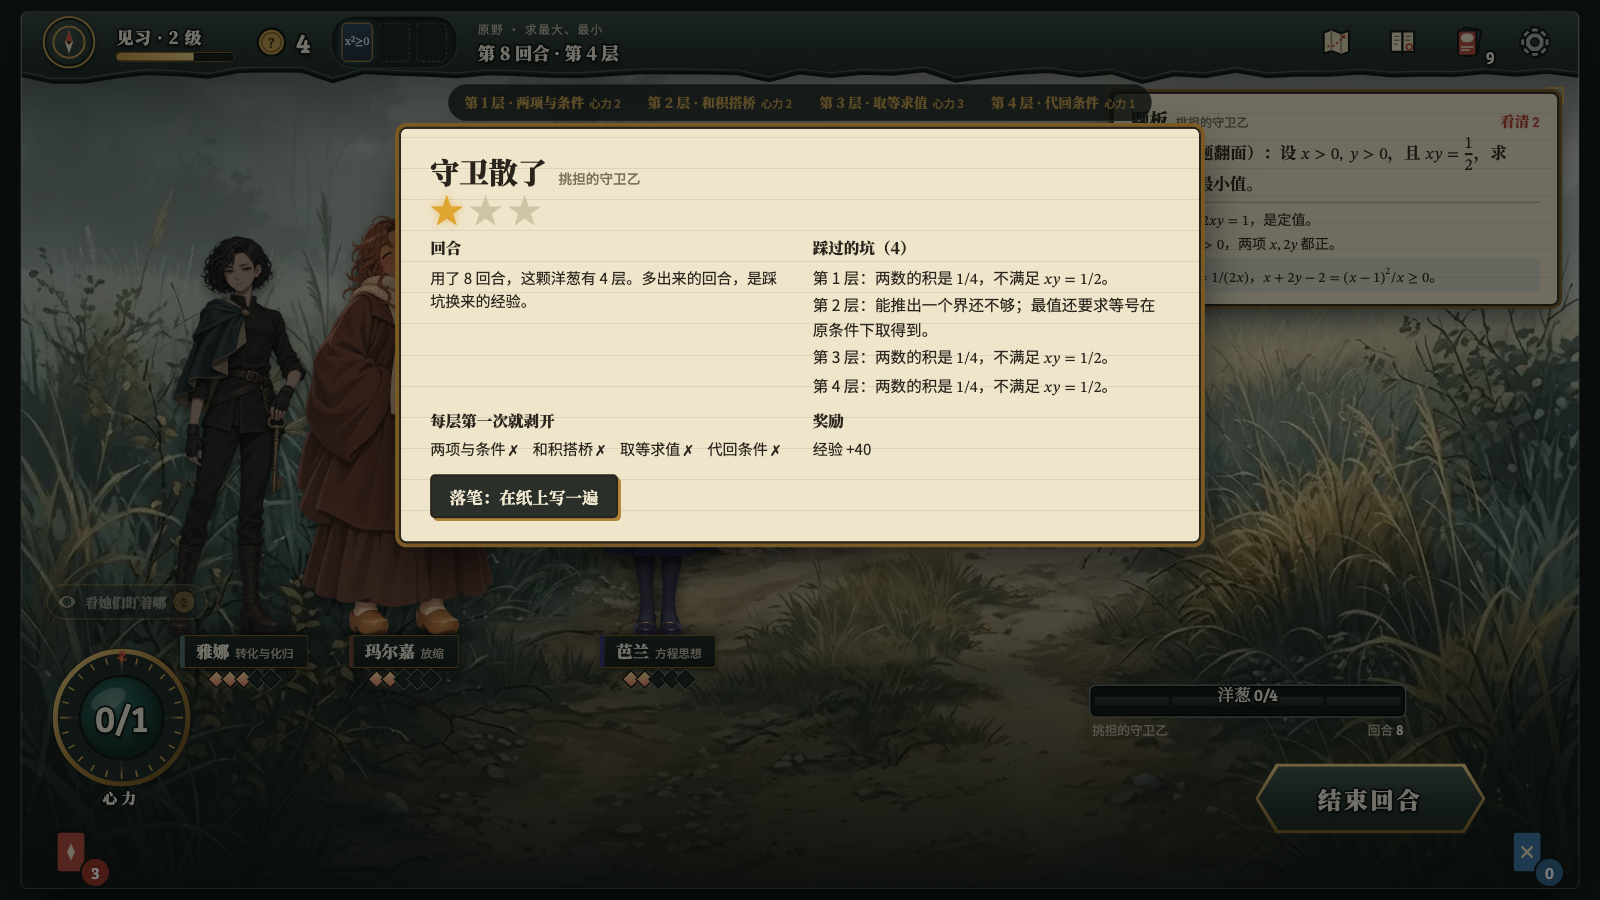 见习 · 2 级
? 4
x²≥0
原野 · 求最大、最小
第 8 回合 · 第 4 层
9
第 1 层 · 两项与条件 心力 2 第 2 层 · 和积搭桥 心力 2 第 3 层 · 取等求值 心力 3 第 4 层 · 代回条件 心力 1
挑担的守卫乙 看清 2
题翻面）：设 x > 0, y > 0，且 xy = 1/2，求
最小值。
2xy = 1，是定值。
> 0，两项 x, 2y 都正。
= 1/(2x)，x + 2y − 2 = (x − 1)²/x ≥ 0。
守卫散了 挑担的守卫乙
回合
用了 8 回合，这颗洋葱有 4 层。多出来的回合，是踩
坑换来的经验。
踩过的坑（4）
第 1 层：两数的积是 1/4，不满足 xy = 1/2。
第 2 层：能推出一个界还不够；最值还要求等号在
原条件下取得到。
第 3 层：两数的积是 1/4，不满足 xy = 1/2。
第 4 层：两数的积是 1/4，不满足 xy = 1/2。
每层第一次就剥开
两项与条件 ✗ 和积搭桥 ✗ 取等求值 ✗ 代回条件 ✗
奖励
经验 +40
落笔：在纸上写一遍
看她们盯着哪 2
雅娜 转化与化归
玛尔嘉 放缩
芭兰 方程思想
0/1
心力
3
洋葱 0/4
挑担的守卫乙 回合 8
结束回合
0